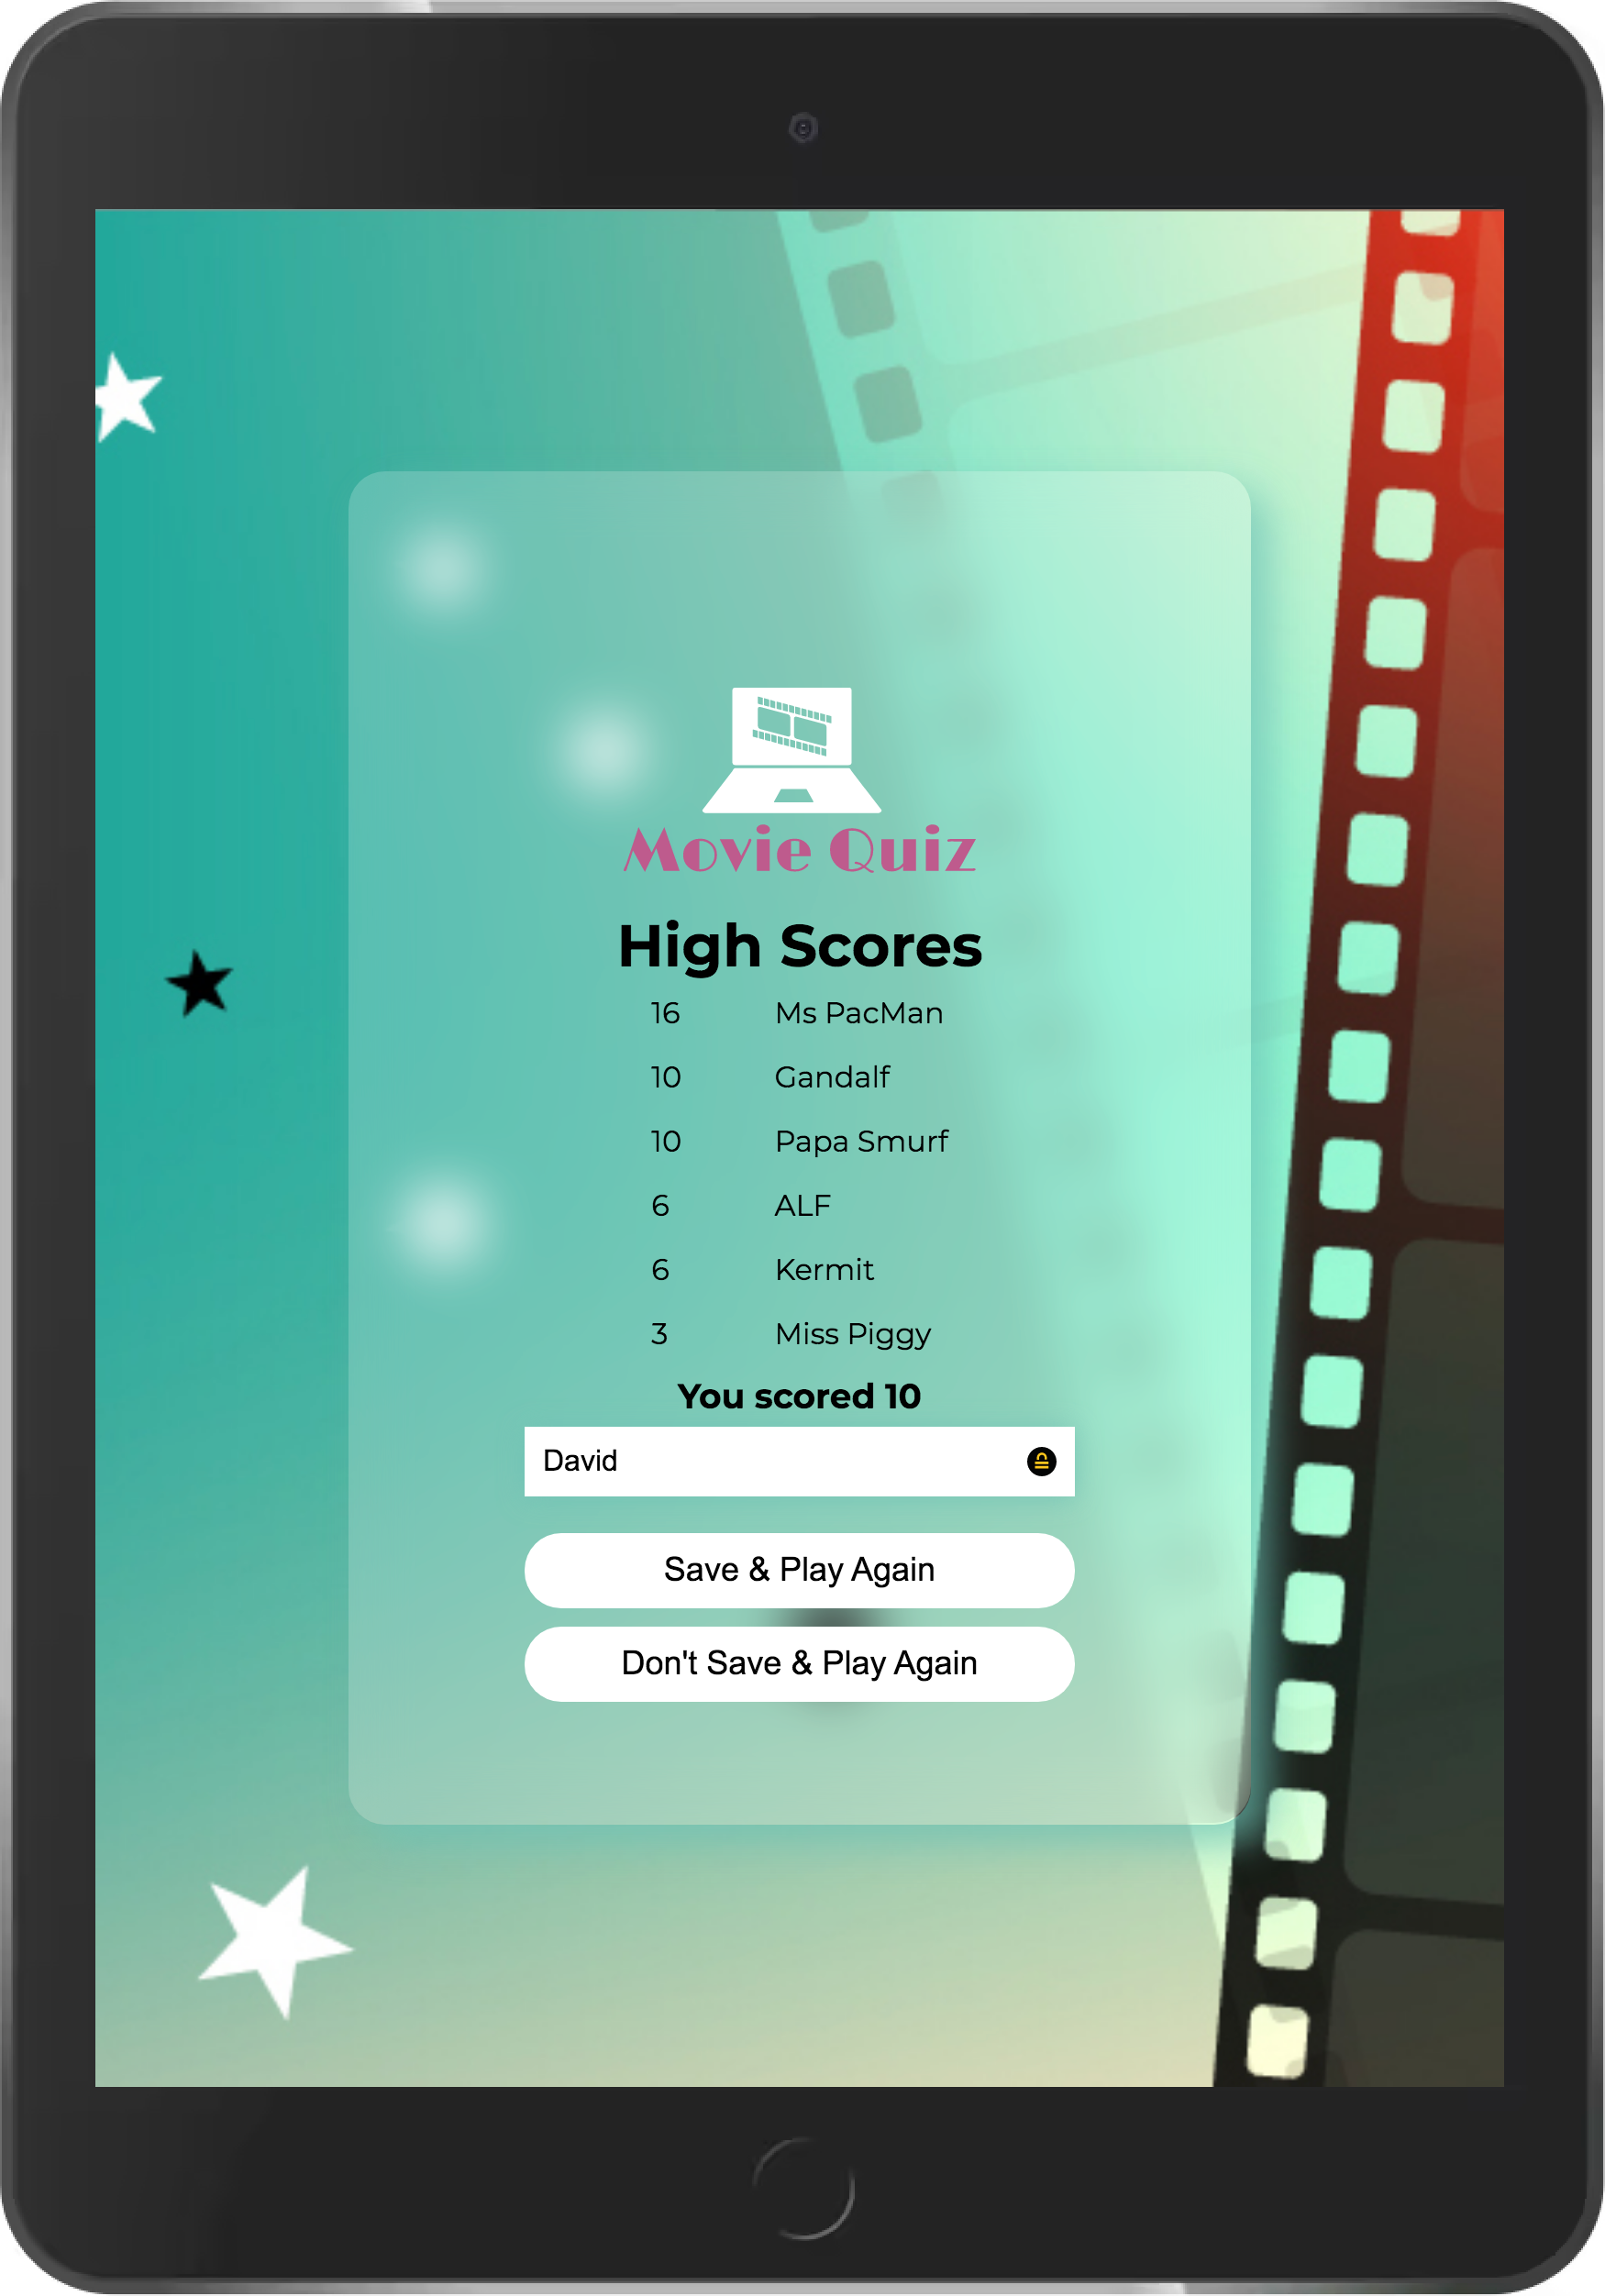 Movie Quiz
High Scores
16 Ms PacMan
10 Gandalf
10 Papa Smurf
6 ALF
6 Kermit
3 Miss Piggy
You scored 10
David
Save & Play Again
Don't Save & Play Again